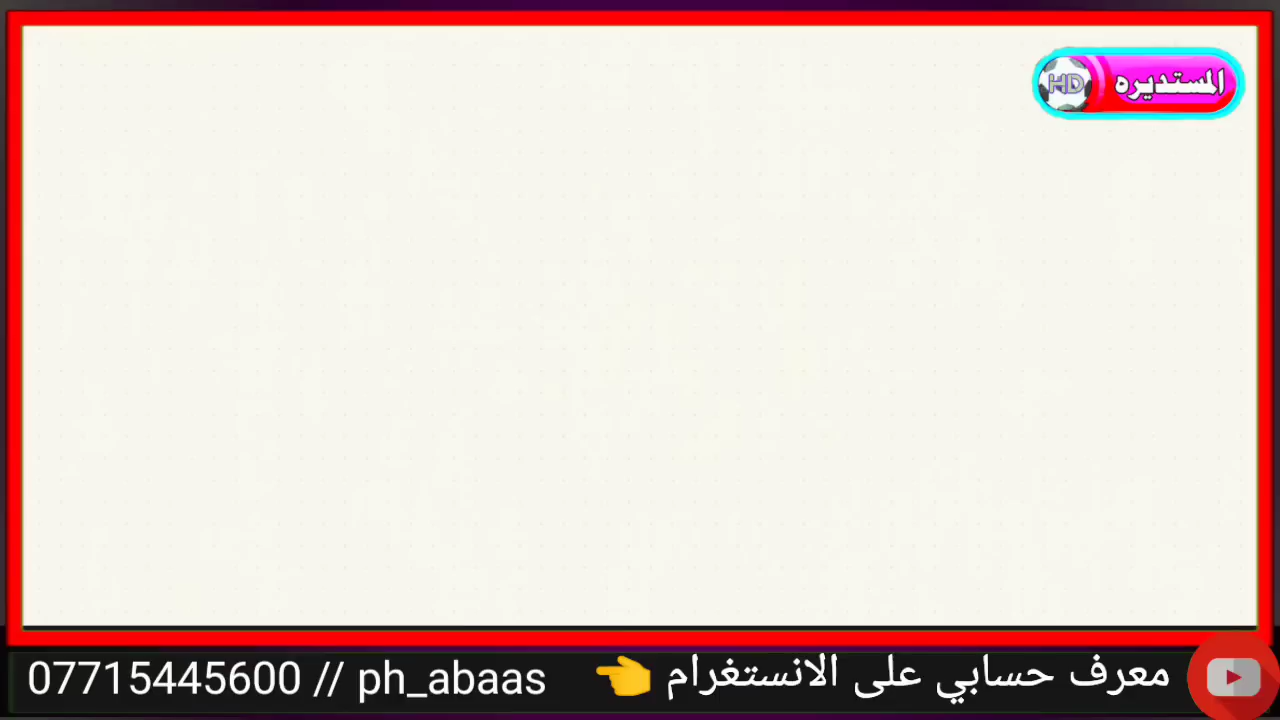 المستديره
HD
معرف حسابي على الانستغرام 👈 07715445600 // ph_abaas